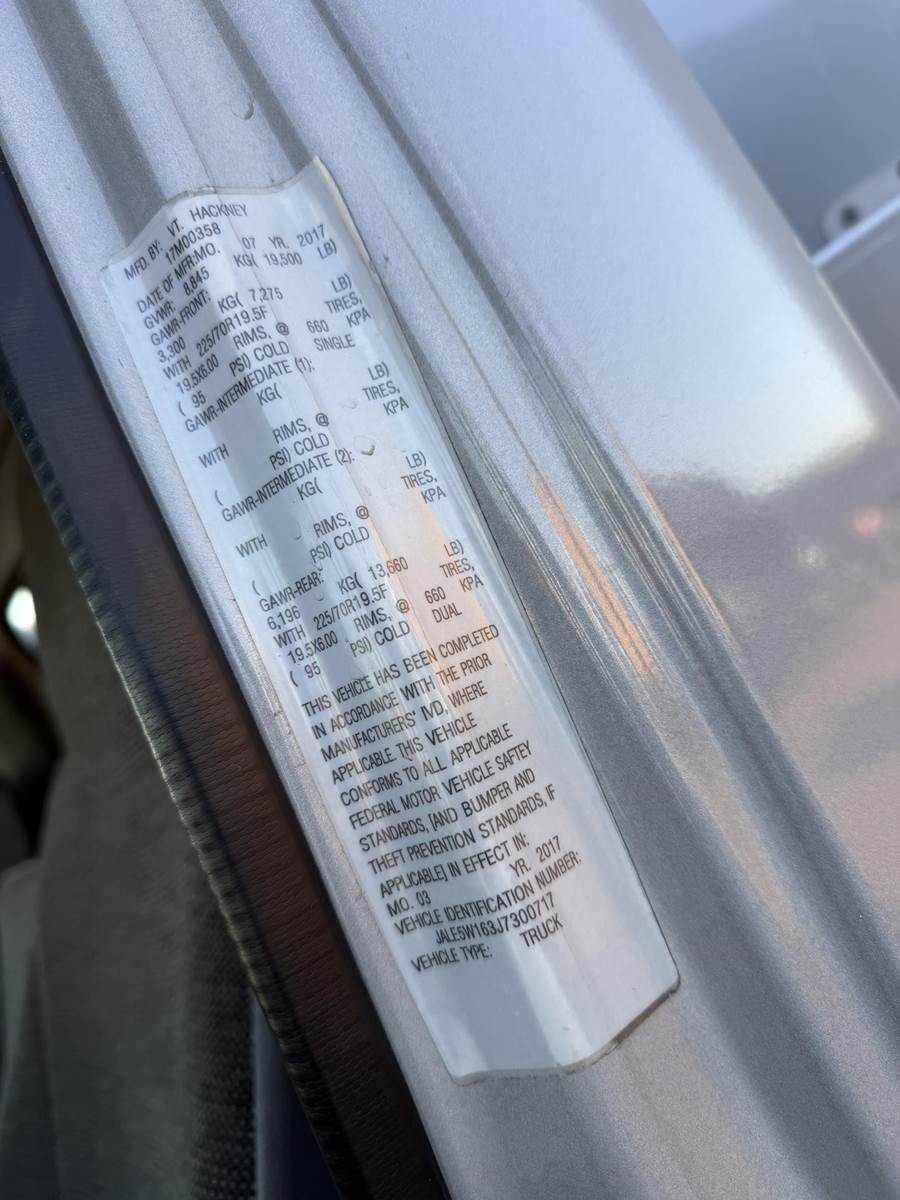 MFD. BY: VT. HACKNEY
17M00358
DATE OF MFR:MO. 07 YR. 2017
GVWR: 8,845 KG( 19,500 LB)
GAWR-FRONT:
3,300 KG( 7,275 LB)
WITH 225/70R19.5F TIRES,
19.5X6.00 RIMS, @ 660 KPA
( 95 PSI) COLD SINGLE
GAWR-INTERMEDIATE (1):
KG( LB)
WITH TIRES,
RIMS, @ KPA
( PSI) COLD
GAWR-INTERMEDIATE (2):
KG( LB)
WITH TIRES,
RIMS, @ KPA
( PSI) COLD
GAWR-REAR:
6,196 KG( 13,660 LB)
WITH 225/70R19.5F TIRES,
19.5X6.00 RIMS, @ 660 KPA
( 95 PSI) COLD DUAL
THIS VEHICLE HAS BEEN COMPLETED
IN ACCORDANCE WITH THE PRIOR
MANUFACTURERS' IVD, WHERE
APPLICABLE. THIS VEHICLE
CONFORMS TO ALL APPLICABLE
FEDERAL MOTOR VEHICLE SAFTEY
STANDARDS, [AND BUMPER AND
THEFT PREVENTION STANDARDS, IF
APPLICABLE] IN EFFECT IN:
MO. 03 YR. 2017
VEHICLE IDENTIFICATION NUMBER:
JALE5W163J7300717
VEHICLE TYPE: TRUCK